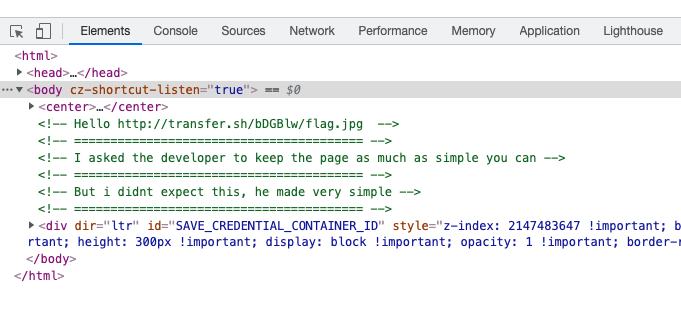 Elements Console Sources Network Performance Memory Application Lighthouse
<html>
<head>…</head>
<body cz-shortcut-listen="true"> == $0
<center>…</center>
<!-- Hello http://transfer.sh/bDGBlw/flag.jpg  -->
<!-- ======================================== -->
<!-- I asked the developer to keep the page as much as simple you can -->
<!-- ======================================== -->
<!-- But i didnt expect this, he made very simple -->
<!-- ======================================== -->
<div dir="ltr" id="SAVE_CREDENTIAL_CONTAINER_ID" style="z-index: 2147483647 !important; b
rtant; height: 300px !important; display: block !important; opacity: 1 !important; border-r
</body>
</html>